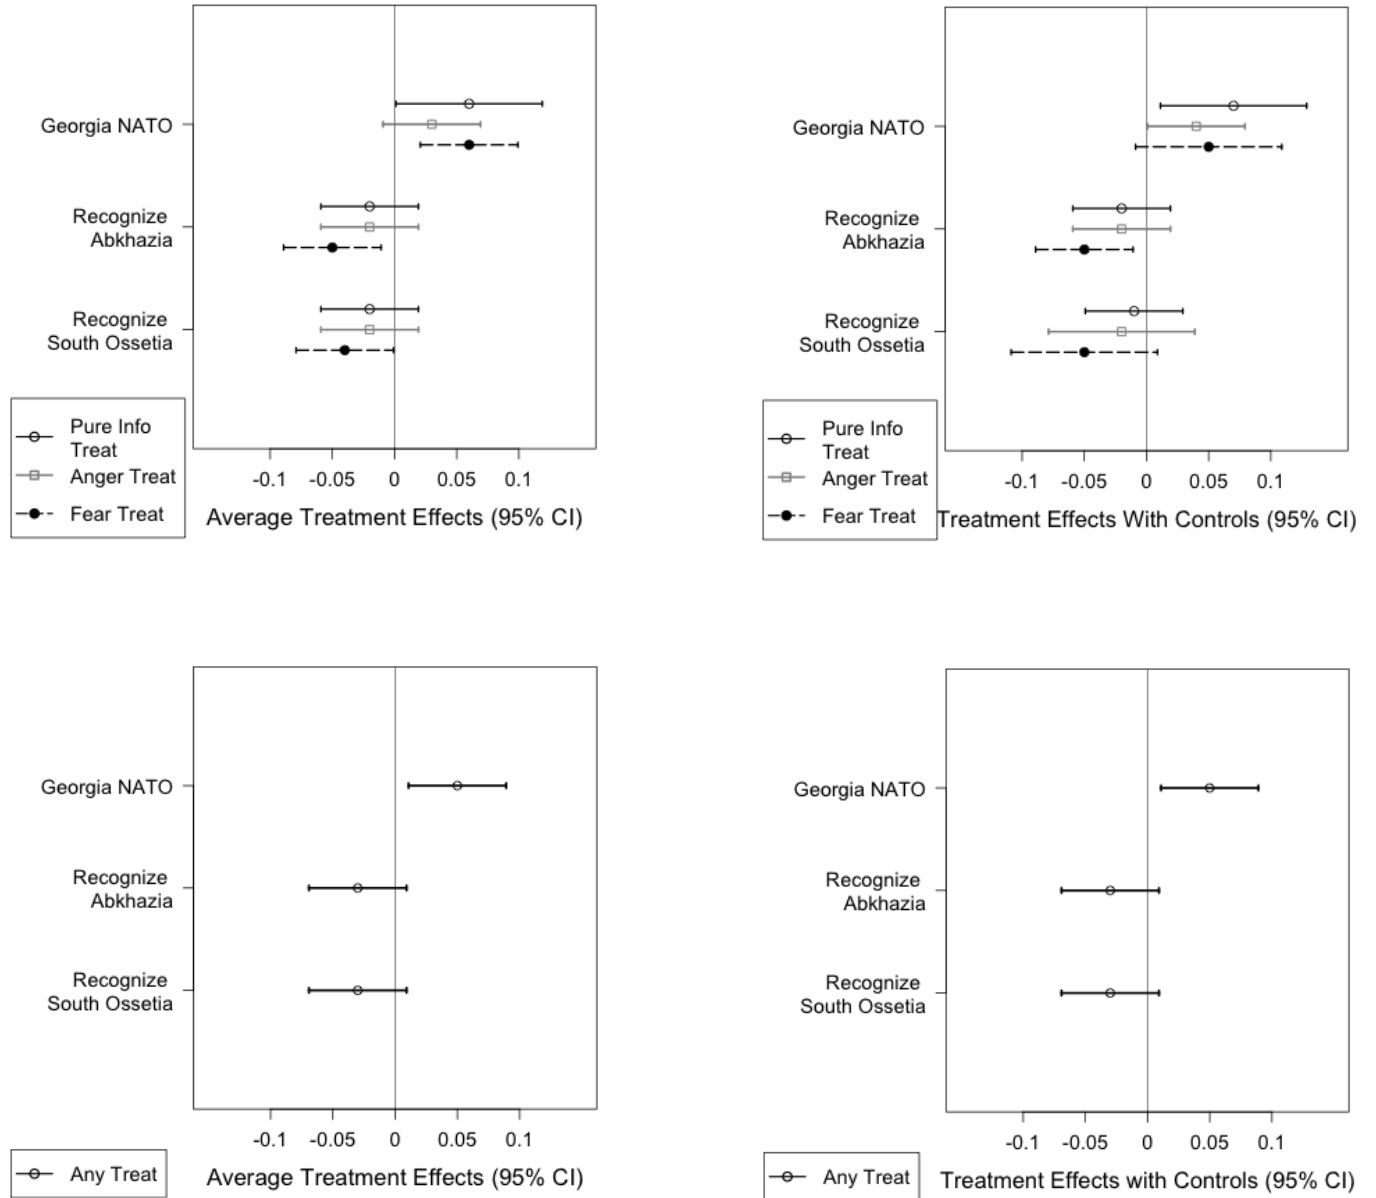 Georgia NATO
Recognize
Abkhazia
Recognize
South Ossetia
Pure Info
Treat
Anger Treat
Fear Treat
-0.1 -0.05 0 0.05 0.1
Average Treatment Effects (95% CI)
Georgia NATO
Recognize
Abkhazia
Recognize
South Ossetia
Pure Info
Treat
Anger Treat
Fear Treat
-0.1 -0.05 0 0.05 0.1
Treatment Effects With Controls (95% CI)
Georgia NATO
Recognize
Abkhazia
Recognize
South Ossetia
-0.1 -0.05 0 0.05 0.1
Any Treat
Average Treatment Effects (95% CI)
Georgia NATO
Recognize
Abkhazia
Recognize
South Ossetia
-0.1 -0.05 0 0.05 0.1
Any Treat
Treatment Effects with Controls (95% CI)